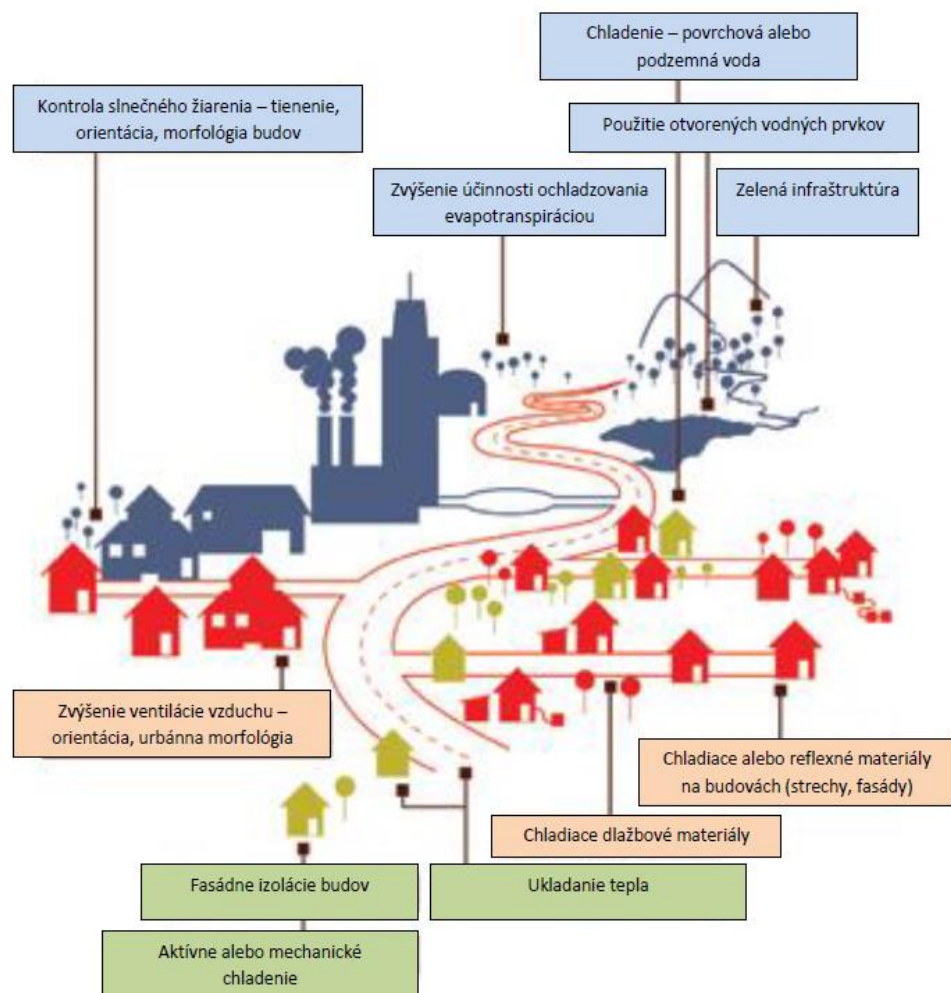 Chladenie – povrchová alebo
podzemná voda
Kontrola slnečného žiarenia – tienenie,
orientácia, morfológia budov
Použitie otvorených vodných prvkov
Zvýšenie účinnosti ochladzovania
evapotranspiráciou
Zelená infraštruktúra
Zvýšenie ventilácie vzduchu –
orientácia, urbánna morfológia
Chladiace alebo reflexné materiály
na budovách (strechy, fasády)
Chladiace dlažbové materiály
Fasádne izolácie budov
Ukladanie tepla
Aktívne alebo mechanické
chladenie